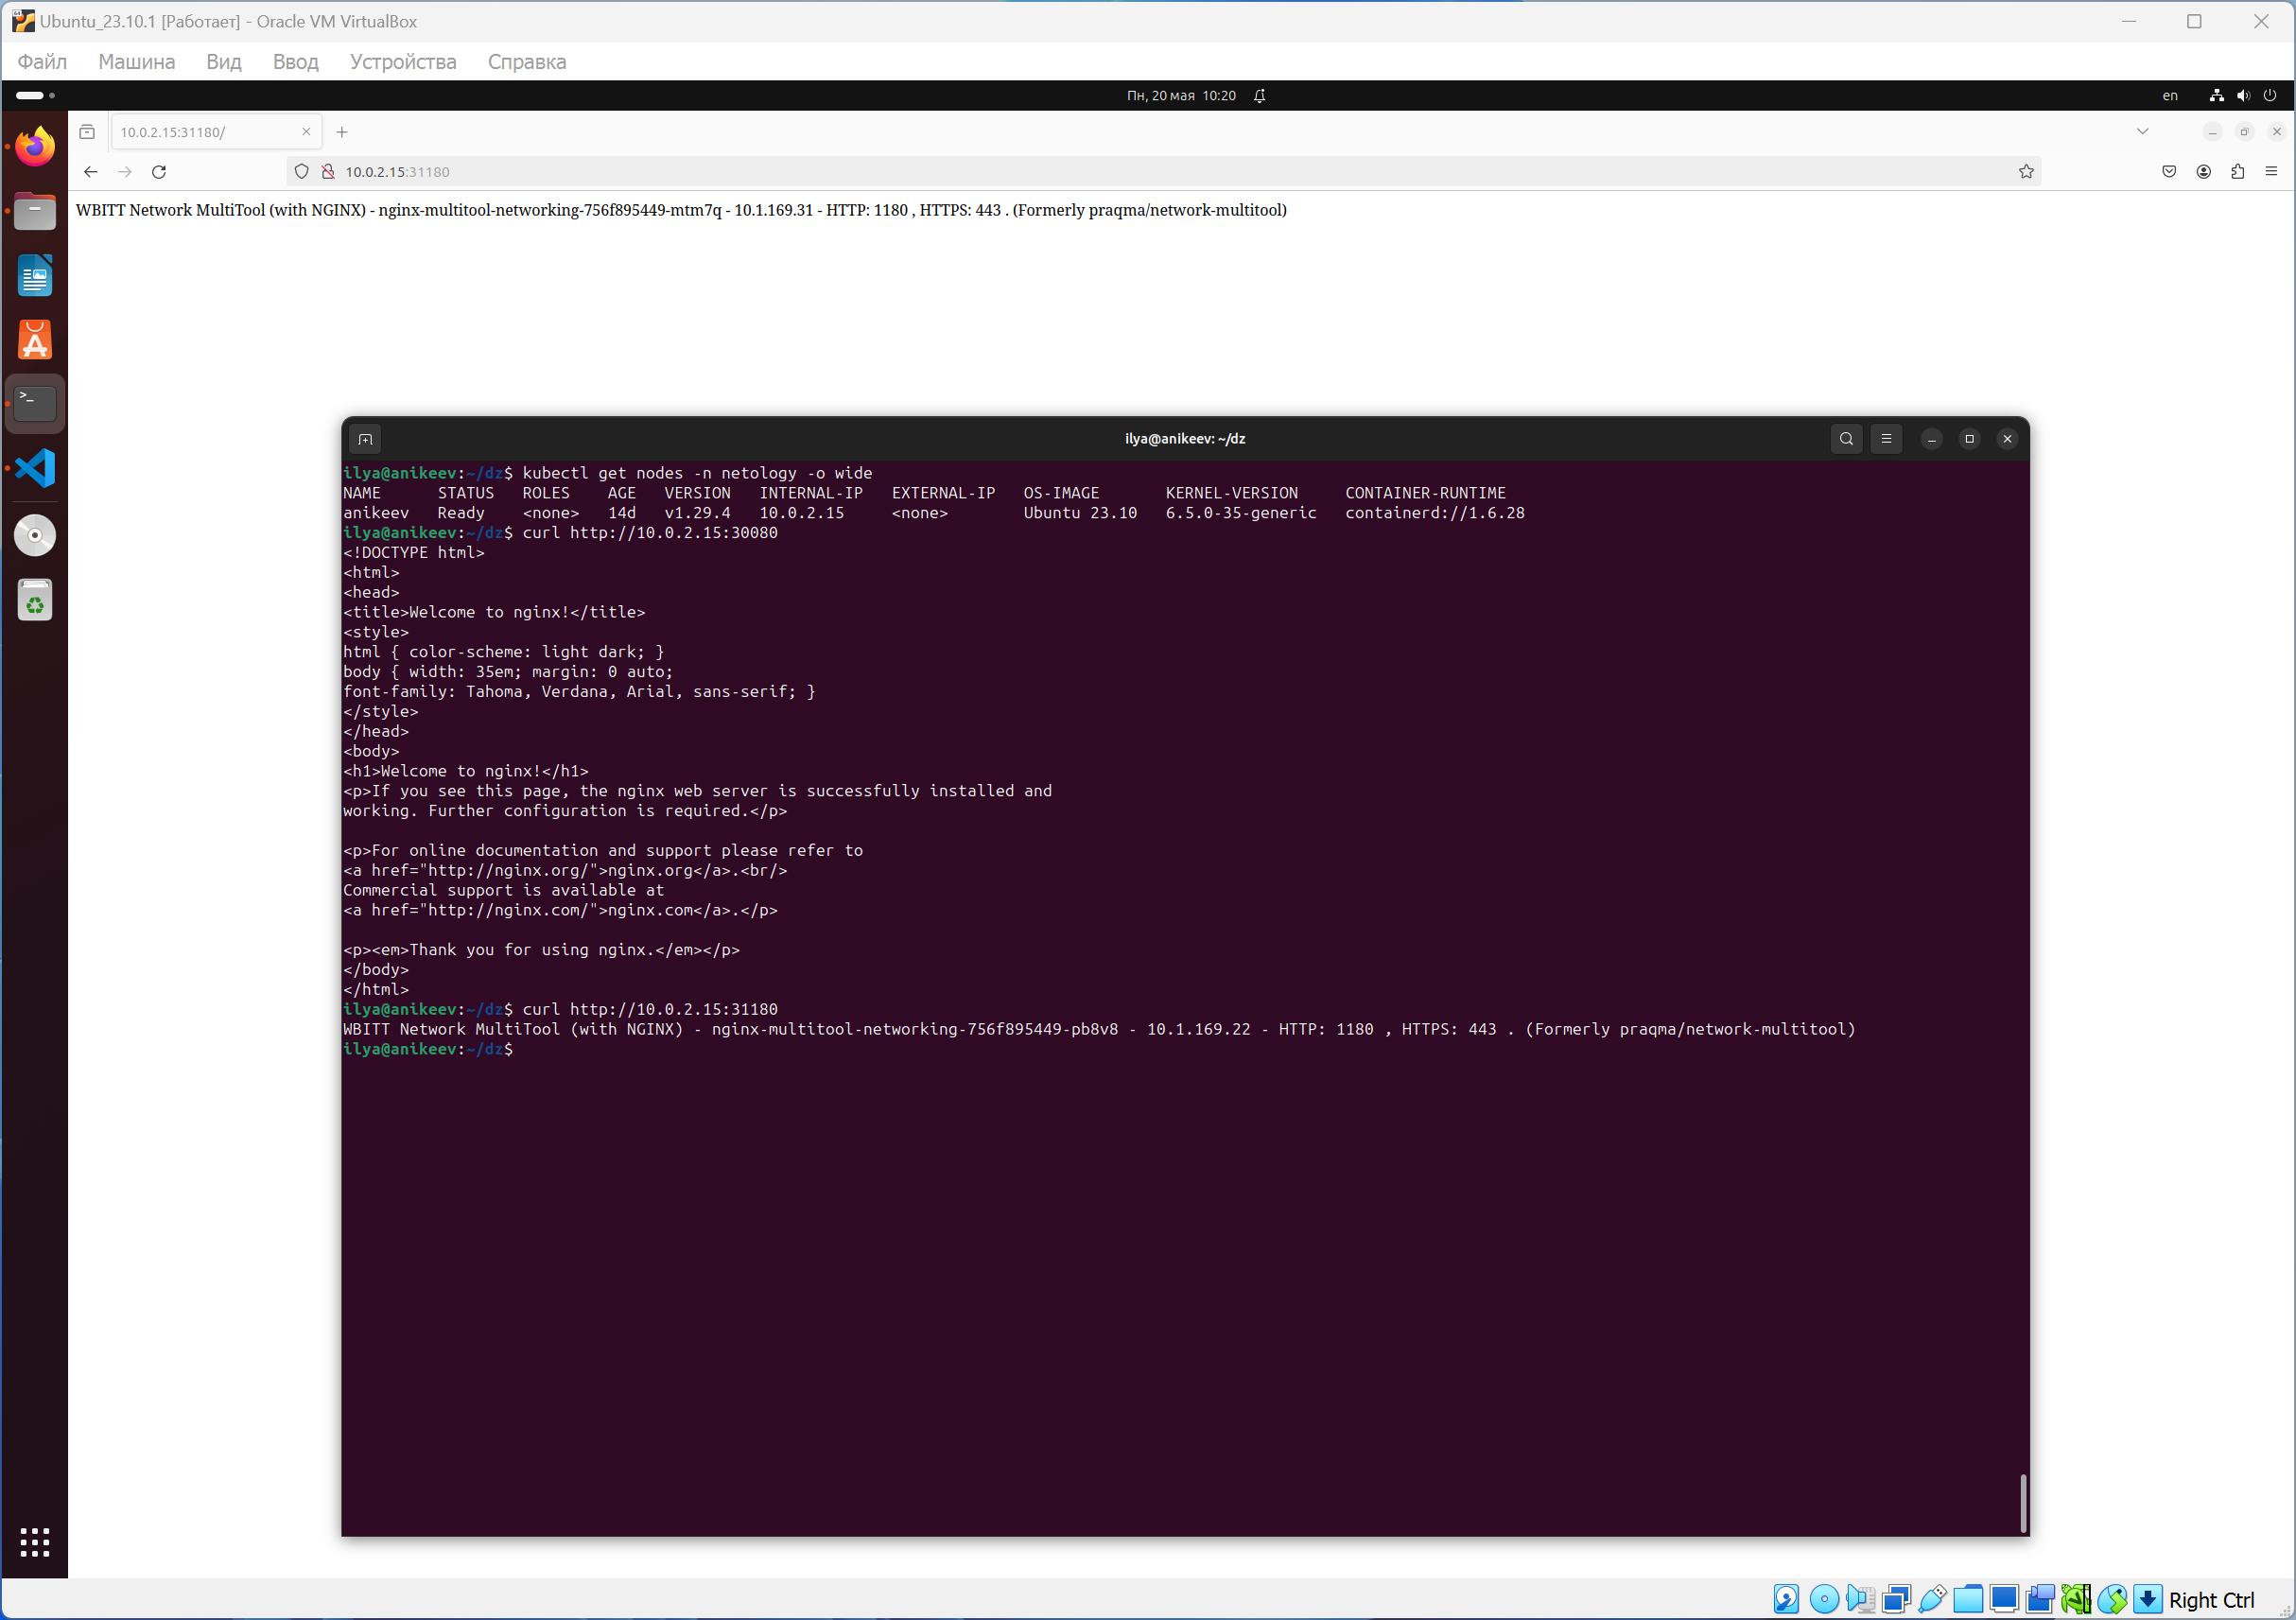 Ubuntu_23.10.1 [Работает] - Oracle VM VirtualBox
Файл Машина Вид Ввод Устройства Справка
Пн, 20 мая 10:20
en
10.0.2.15:31180/
10.0.2.15:31180
WBITT Network MultiTool (with NGINX) - nginx-multitool-networking-756f895449-mtm7q - 10.1.169.31 - HTTP: 1180 , HTTPS: 443 . (Formerly praqma/network-multitool)
ilya@anikeev: ~/dz
ilya@anikeev:~/dz$ kubectl get nodes -n netology -o wide
NAME STATUS ROLES AGE VERSION INTERNAL-IP EXTERNAL-IP OS-IMAGE KERNEL-VERSION CONTAINER-RUNTIME
anikeev Ready <none> 14d v1.29.4 10.0.2.15 <none> Ubuntu 23.10 6.5.0-35-generic containerd://1.6.28
ilya@anikeev:~/dz$ curl http://10.0.2.15:30080
<!DOCTYPE html>
<html>
<head>
<title>Welcome to nginx!</title>
<style>
html { color-scheme: light dark; }
body { width: 35em; margin: 0 auto;
font-family: Tahoma, Verdana, Arial, sans-serif; }
</style>
</head>
<body>
<h1>Welcome to nginx!</h1>
<p>If you see this page, the nginx web server is successfully installed and
working. Further configuration is required.</p>
<p>For online documentation and support please refer to
<a href="http://nginx.org/">nginx.org</a>.<br/>
Commercial support is available at
<a href="http://nginx.com/">nginx.com</a>.</p>
<p><em>Thank you for using nginx.</em></p>
</body>
</html>
ilya@anikeev:~/dz$ curl http://10.0.2.15:31180
WBITT Network MultiTool (with NGINX) - nginx-multitool-networking-756f895449-pb8v8 - 10.1.169.22 - HTTP: 1180 , HTTPS: 443 . (Formerly praqma/network-multitool)
ilya@anikeev:~/dz$
Right Ctrl